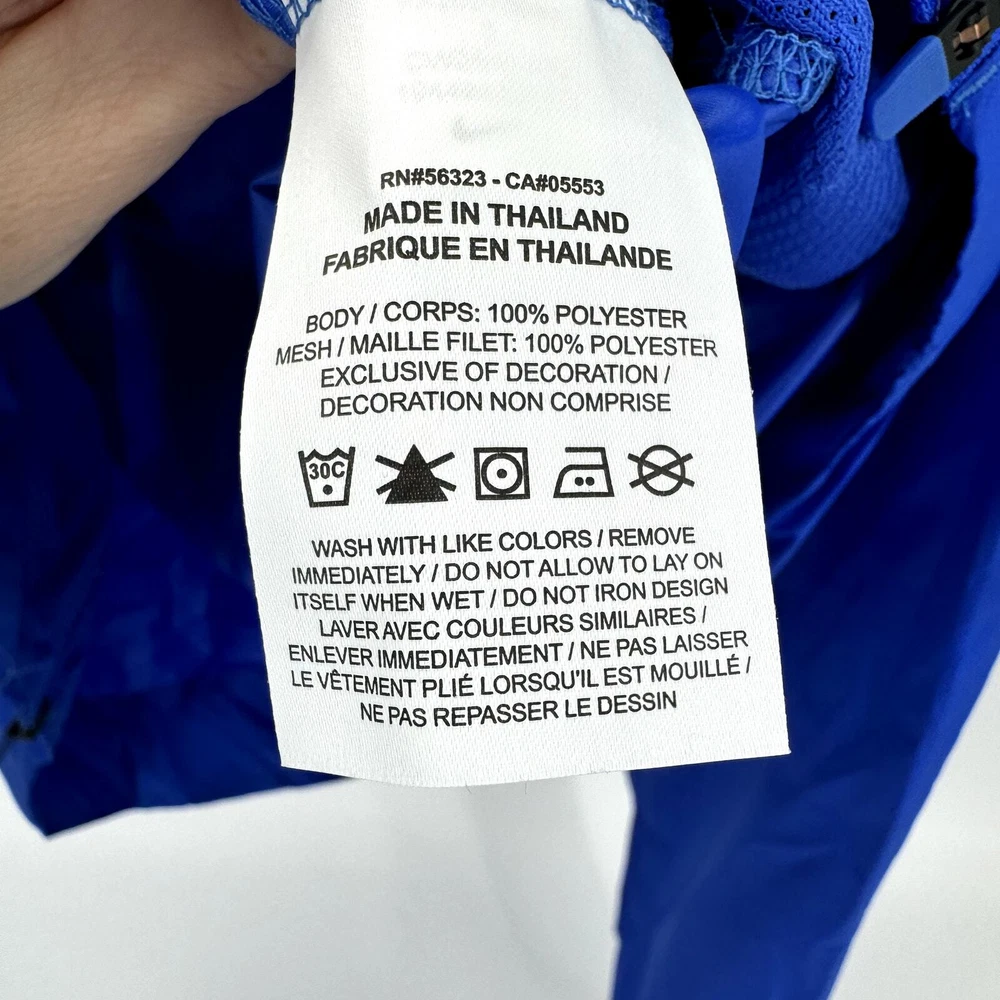 RN#56323 - CA#05553
MADE IN THAILAND
FABRIQUE EN THAILANDE
BODY / CORPS: 100% POLYESTER
MESH / MAILLE FILET: 100% POLYESTER
EXCLUSIVE OF DECORATION /
DECORATION NON COMPRISE
30C
WASH WITH LIKE COLORS / REMOVE
IMMEDIATELY / DO NOT ALLOW TO LAY ON
ITSELF WHEN WET / DO NOT IRON DESIGN
LAVER AVEC COULEURS SIMILAIRES /
ENLEVER IMMEDIATEMENT / NE PAS LAISSER
LE VÊTEMENT PLIÉ LORSQU'IL EST MOUILLÉ /
NE PAS REPASSER LE DESSIN